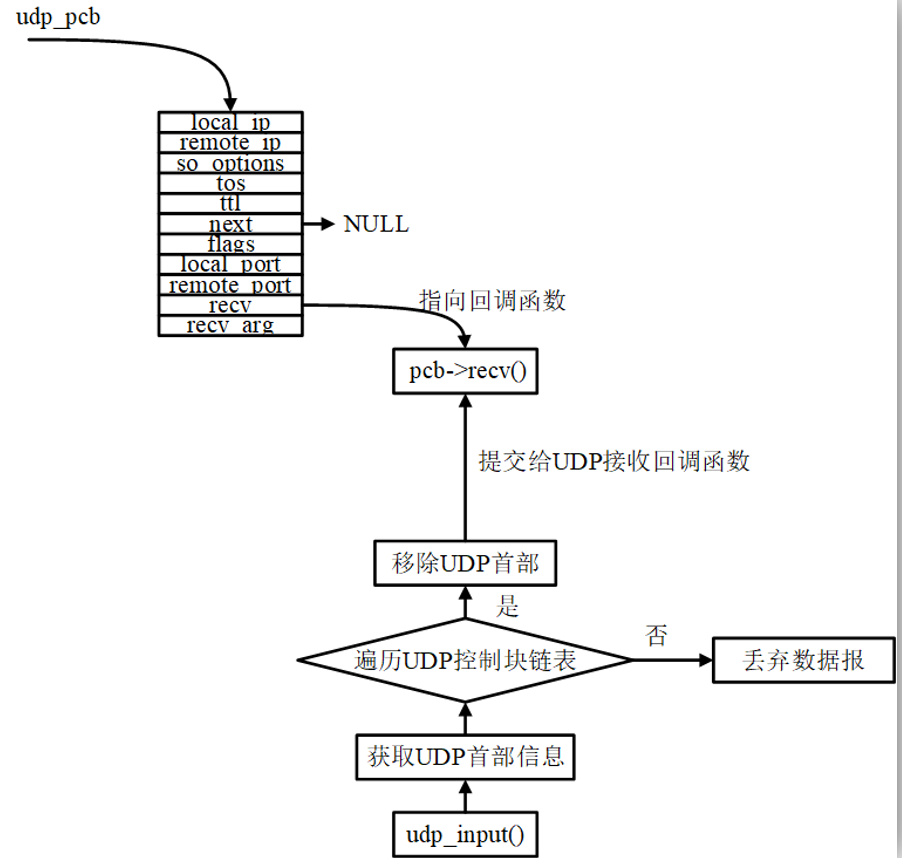 udp_pcb
local_ip
remote_ip
so_options
tos
ttl
next
NULL
flags
local_port
remote_port
recv
指向回调函数
recv_arg
pcb->recv()
提交给UDP接收回调函数
移除UDP首部
是
否
遍历UDP控制块链表
丢弃数据报
获取UDP首部信息
udp_input()